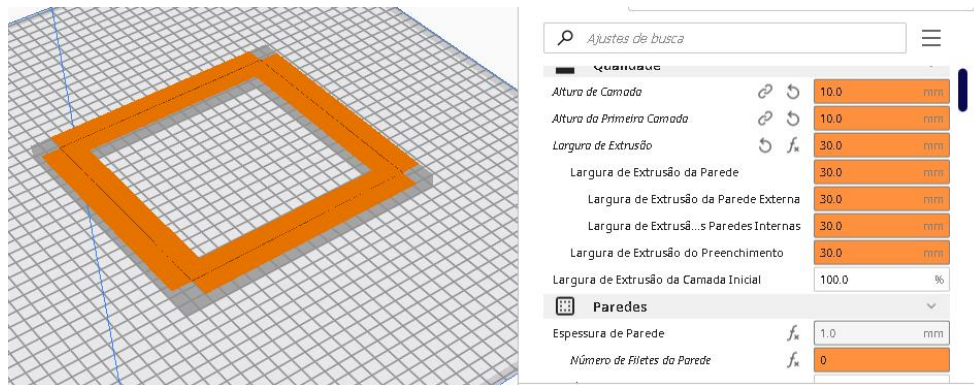 Ajustes de busca
Qualidade
Altura de Camada 10.0 mm
Altura da Primeira Camada 10.0 mm
Largura de Extrusão 30.0 mm
Largura de Extrusão da Parede 30.0 mm
Largura de Extrusão da Parede Externa 30.0 mm
Largura de Extrusã...s Paredes Internas 30.0 mm
Largura de Extrusão do Preenchimento 30.0 mm
Largura de Extrusão da Camada Inicial 100.0 %
Paredes
Espessura de Parede 1.0 mm
Número de Filetes da Parede 0